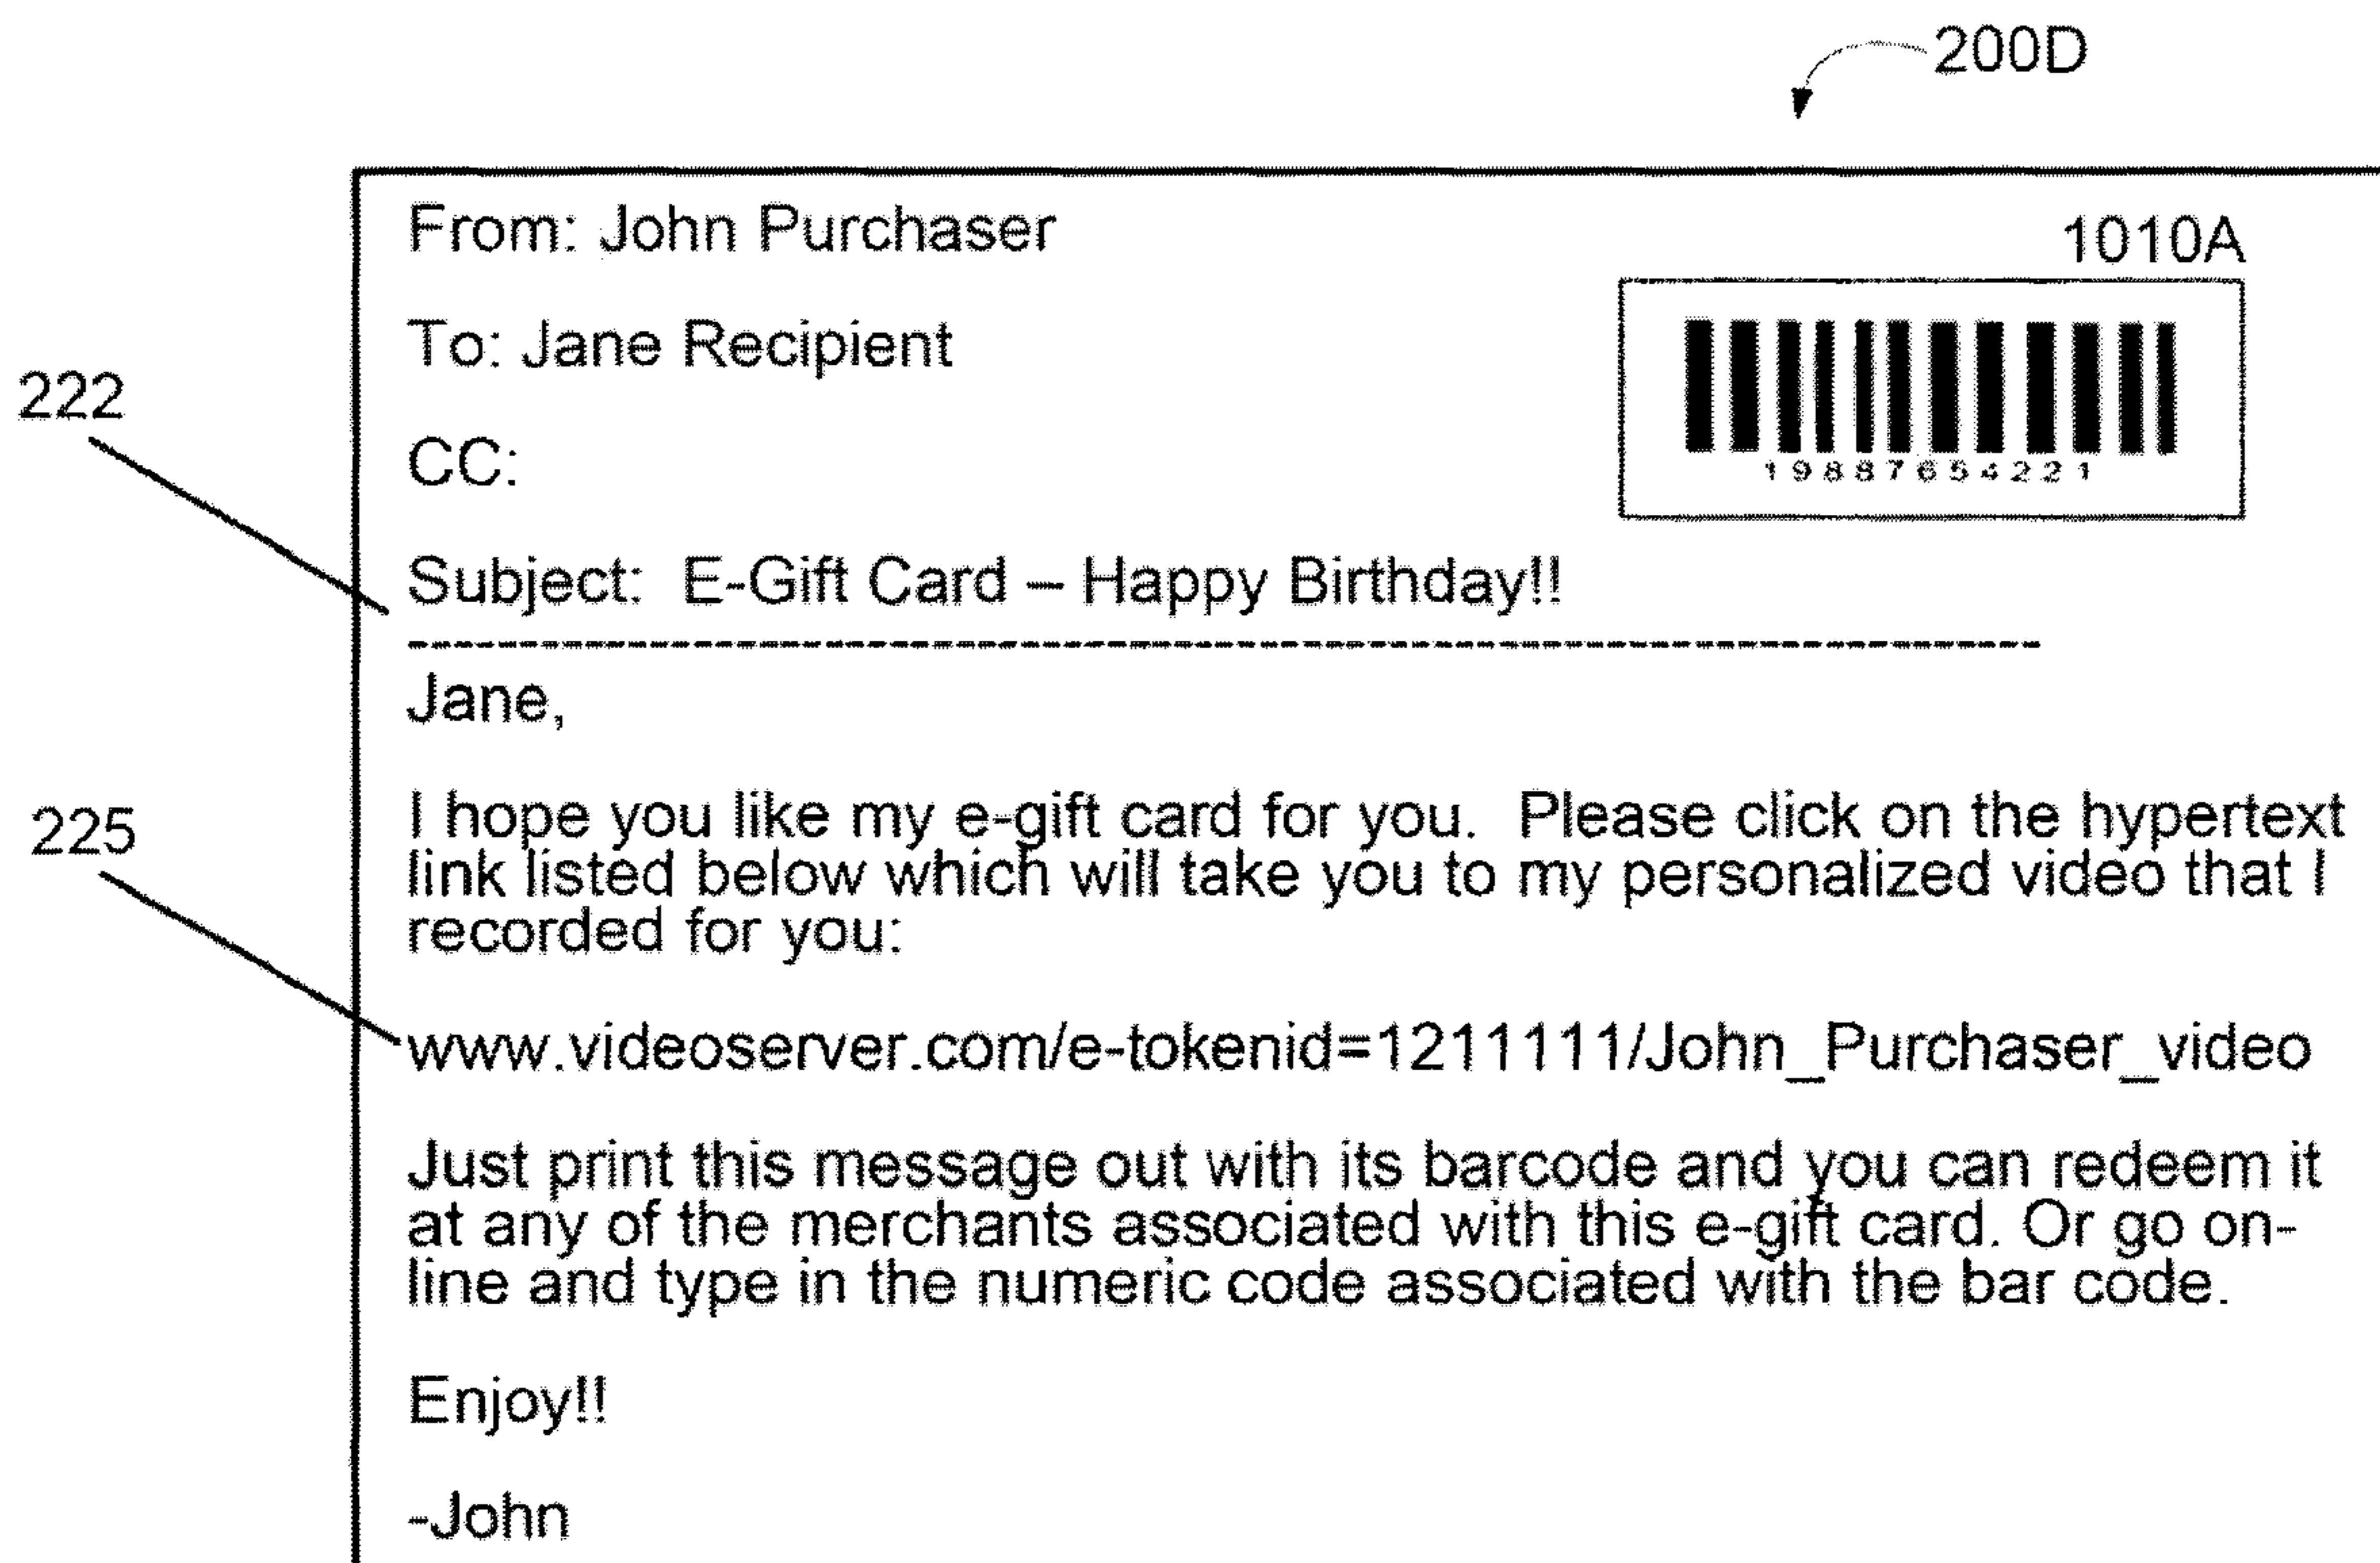 200D
From: John Purchaser
1010A
To: Jane Recipient
222
CC:
19887654221
Subject: E-Gift Card – Happy Birthday!!
Jane,
I hope you like my e-gift card for you. Please click on the hypertext
225
link listed below which will take you to my personalized video that I
recorded for you:
www.videoserver.com/e-tokenid=1211111/John_Purchaser_video
Just print this message out with its barcode and you can redeem it
at any of the merchants associated with this e-gift card. Or go on-
line and type in the numeric code associated with the bar code.
Enjoy!!
-John